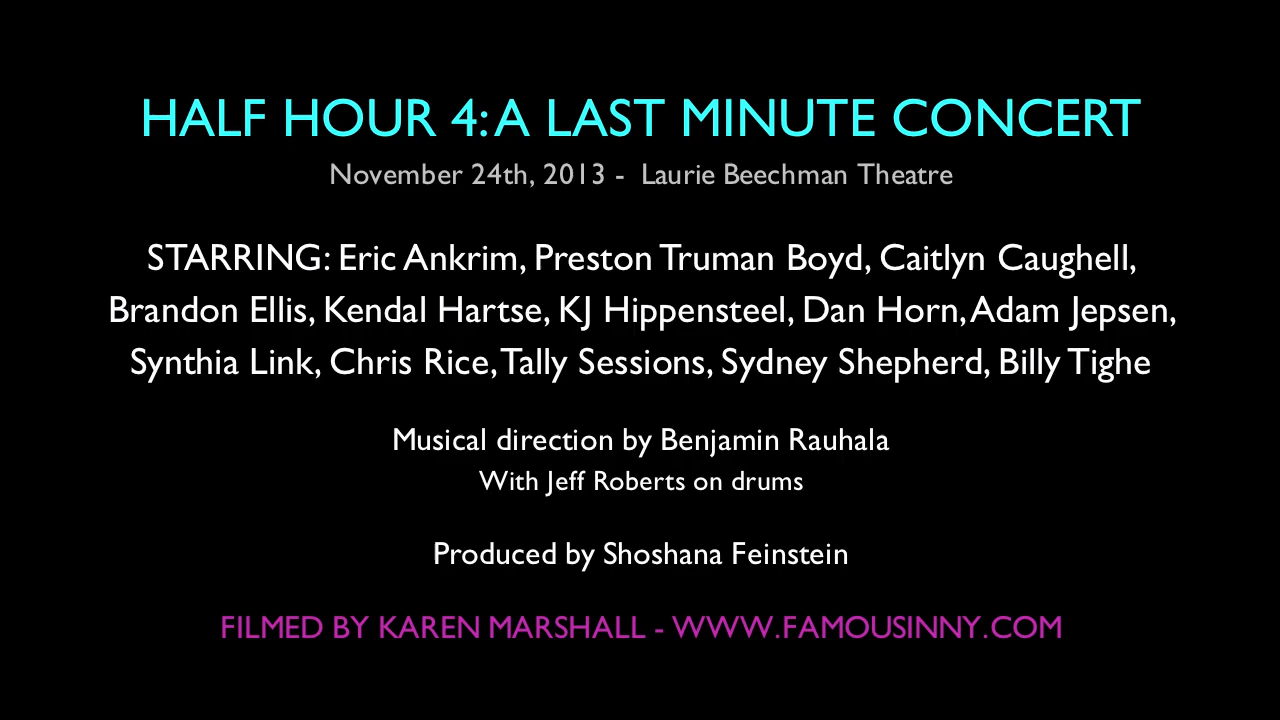 HALF HOUR 4: A LAST MINUTE CONCERT
November 24th, 2013 - Laurie Beechman Theatre
STARRING: Eric Ankrim, Preston Truman Boyd, Caitlyn Caughell,
Brandon Ellis, Kendal Hartse, KJ Hippensteel, Dan Horn, Adam Jepsen,
Synthia Link, Chris Rice, Tally Sessions, Sydney Shepherd, Billy Tighe
Musical direction by Benjamin Rauhala
With Jeff Roberts on drums
Produced by Shoshana Feinstein
FILMED BY KAREN MARSHALL - WWW.FAMOUSINNY.COM